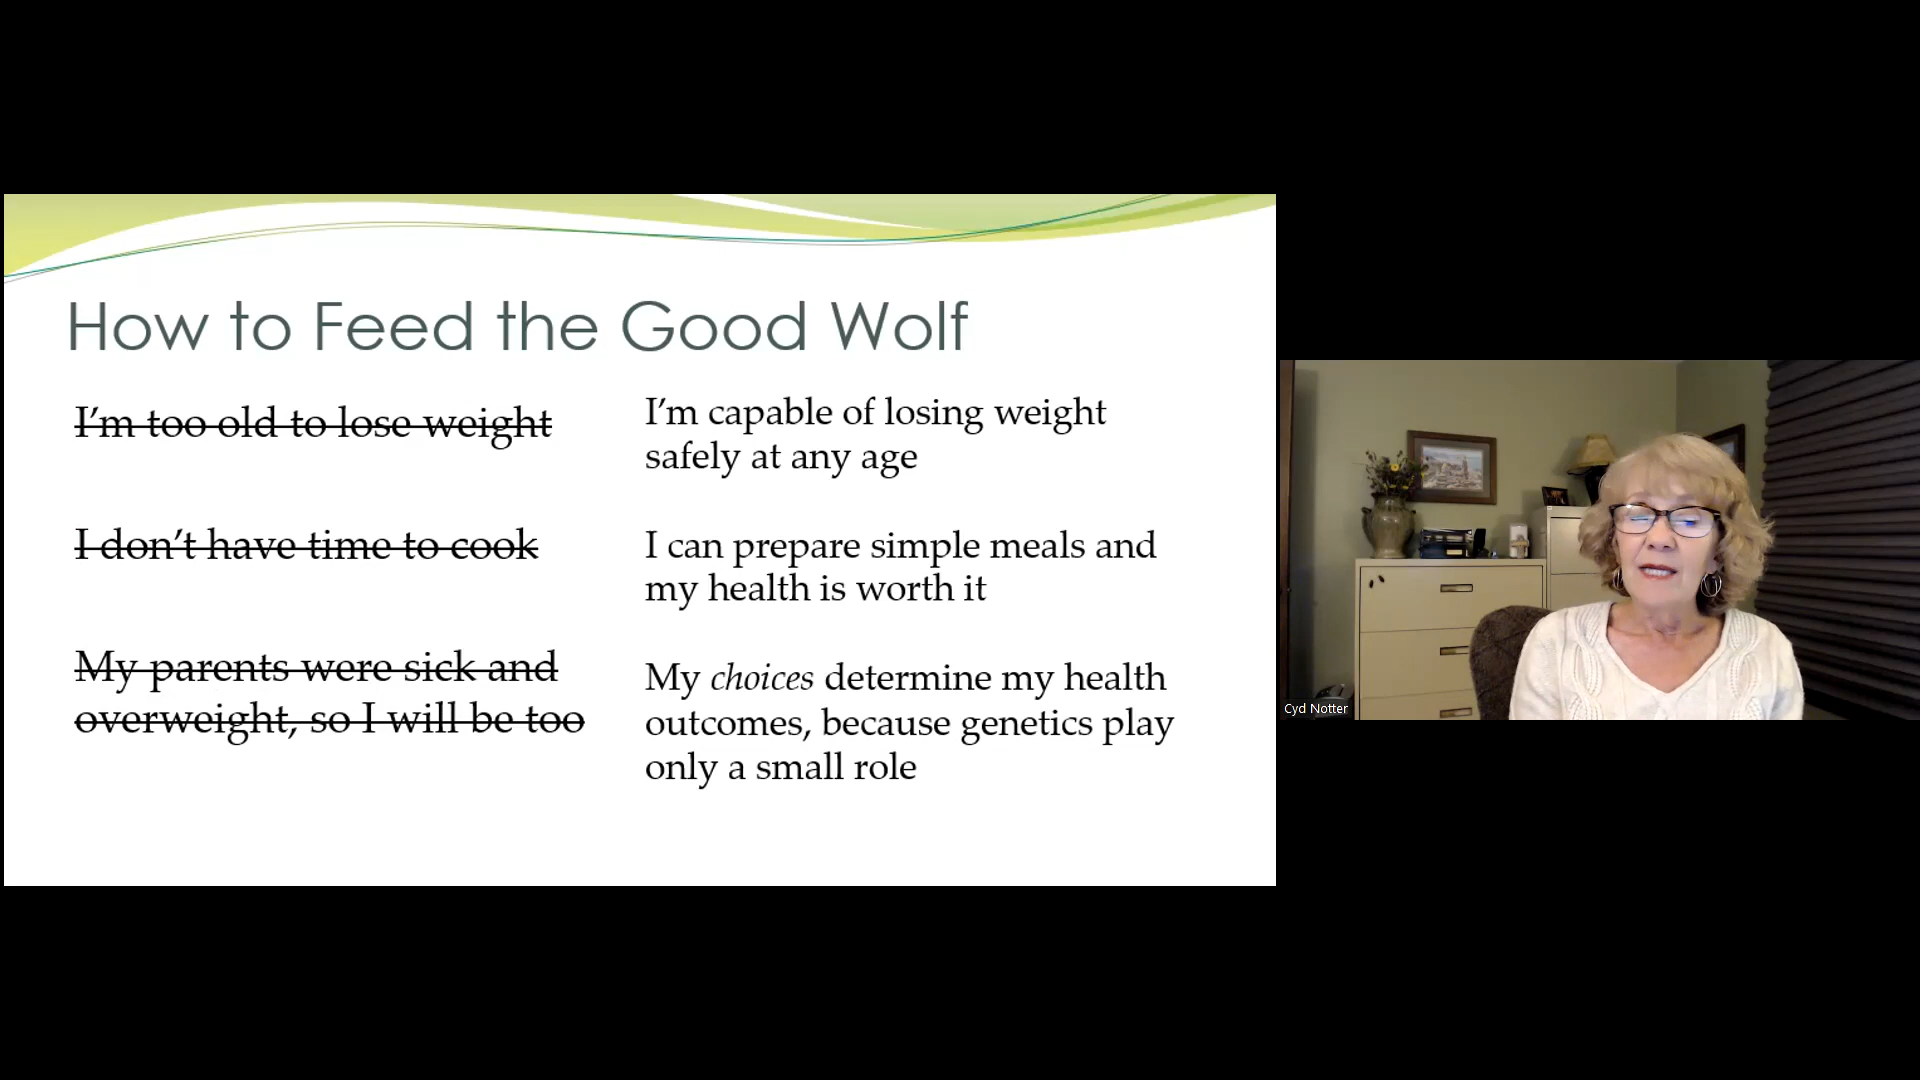 How to Feed the Good Wolf
I’m too old to lose weight
I’m capable of losing weight
safely at any age
I don’t have time to cook
I can prepare simple meals and
my health is worth it
My parents were sick and
overweight, so I will be too
My choices determine my health
outcomes, because genetics play
only a small role
Cyd Notter